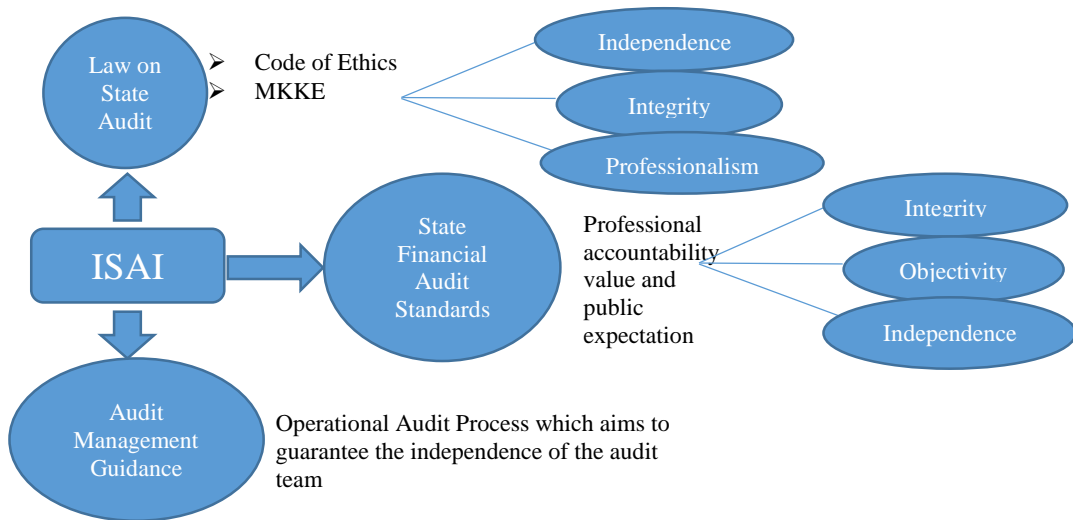 Law on
State
Audit
➢ Code of Ethics
➢ MKKE
Independence
Integrity
Professionalism
ISAI
State
Financial
Audit
Standards
Professional
accountability
value and
public
expectation
Integrity
Objectivity
Independence
Audit
Management
Guidance
Operational Audit Process which aims to
guarantee the independence of the audit
team